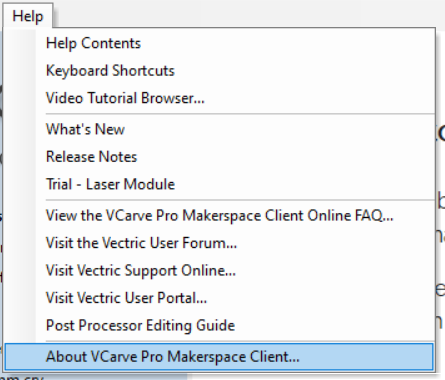 Help
Help Contents
Keyboard Shortcuts
Video Tutorial Browser...
What's New
Release Notes
Trial - Laser Module
View the VCarve Pro Makerspace Client Online FAQ...
Visit the Vectric User Forum...
Visit Vectric Support Online...
Visit Vectric User Portal...
Post Processor Editing Guide
About VCarve Pro Makerspace Client...